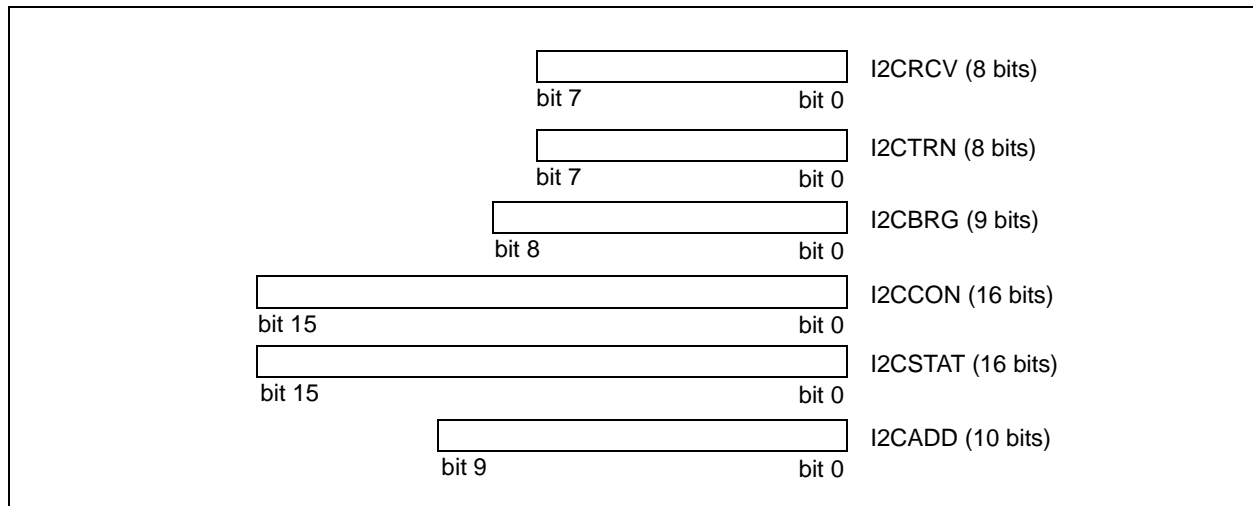 I2CRCV (8 bits)
bit 7 bit 0
I2CTRN (8 bits)
bit 7 bit 0
I2CBRG (9 bits)
bit 8 bit 0
I2CCON (16 bits)
bit 15 bit 0
I2CSTAT (16 bits)
bit 15 bit 0
I2CADD (10 bits)
bit 9 bit 0